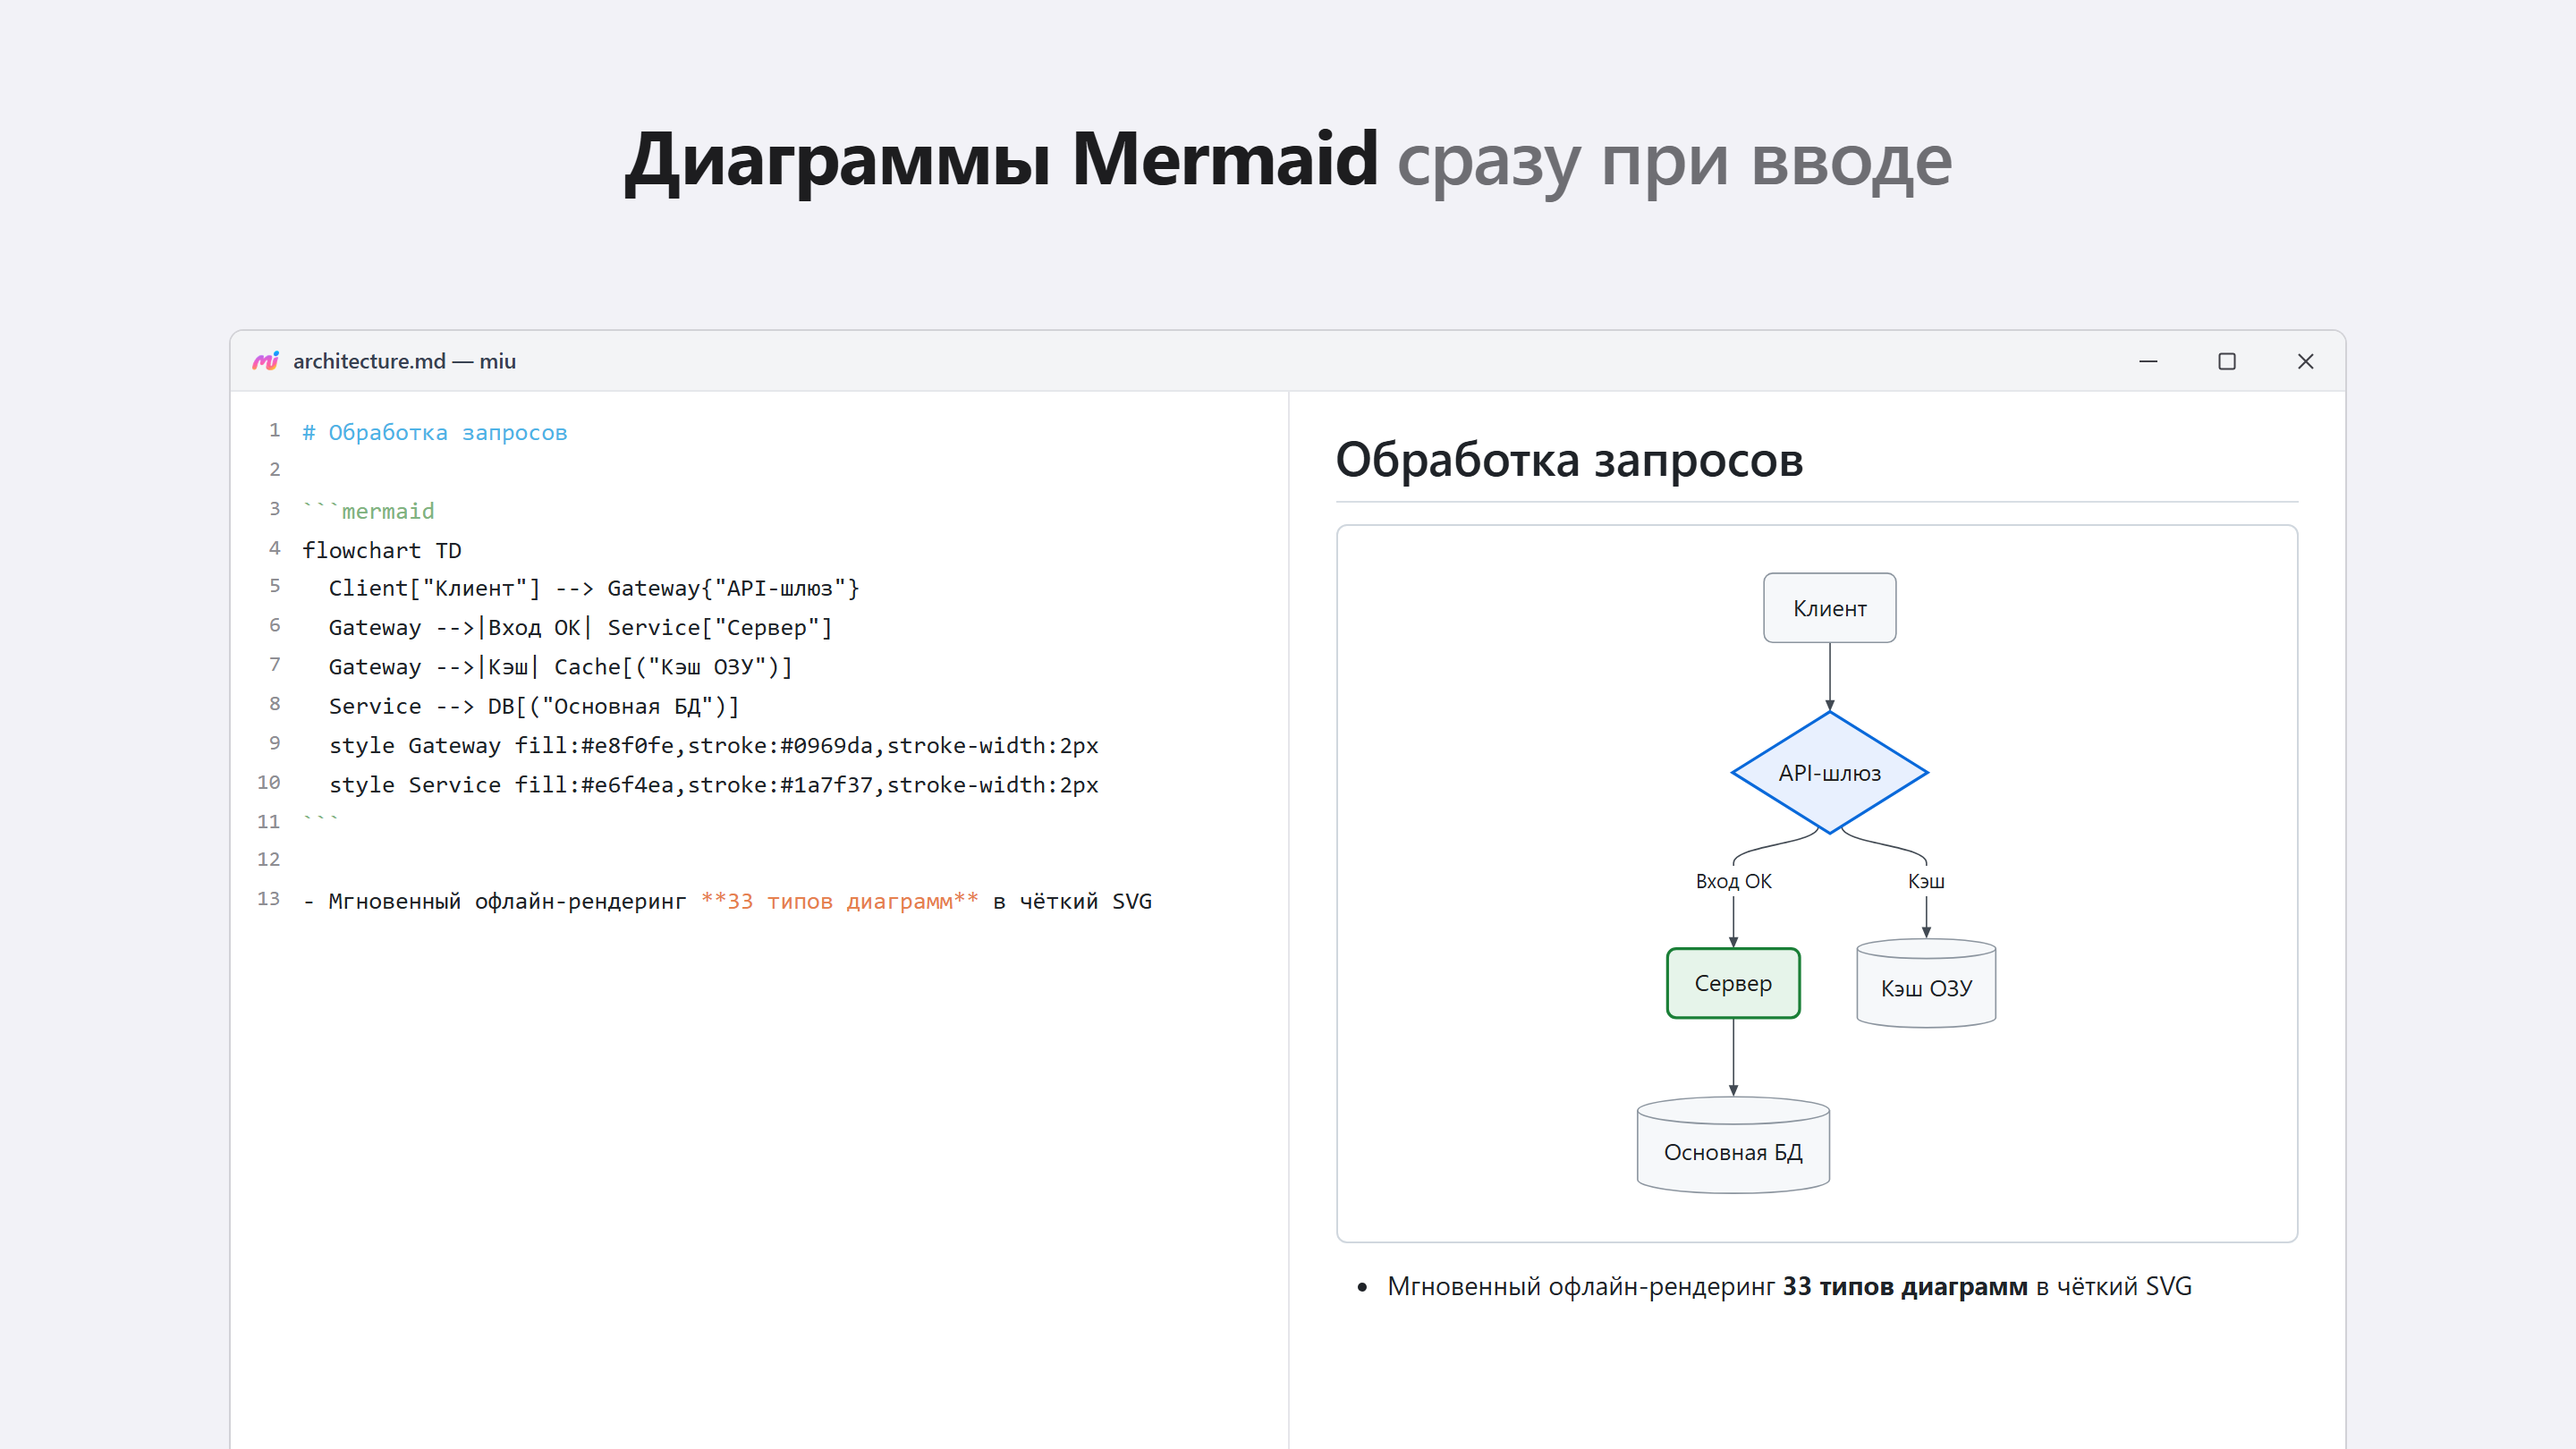 Диаграммы Mermaid сразу при вводе
architecture.md — miu
1 # Обработка запросов
2
3 ```mermaid
4 flowchart TD
5   Client["Клиент"] --> Gateway{"API-шлюз"}
6   Gateway -->|Вход OK| Service["Сервер"]
7   Gateway -->|Кэш| Cache[("Кэш ОЗУ")]
8   Service --> DB[("Основная БД")]
9   style Gateway fill:#e8f0fe,stroke:#0969da,stroke-width:2px
10   style Service fill:#e6f4ea,stroke:#1a7f37,stroke-width:2px
11 ```
12
13 - Мгновенный офлайн-рендеринг **33 типов диаграмм** в чёткий SVG
Обработка запросов
Клиент
API-шлюз
Вход OK
Кэш
Сервер
Кэш ОЗУ
Основная БД
• Мгновенный офлайн-рендеринг 33 типов диаграмм в чёткий SVG